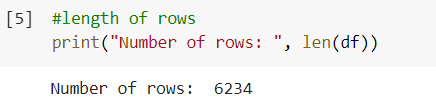 [5] #length of rows
print("Number of rows: ", len(df))
Number of rows:  6234